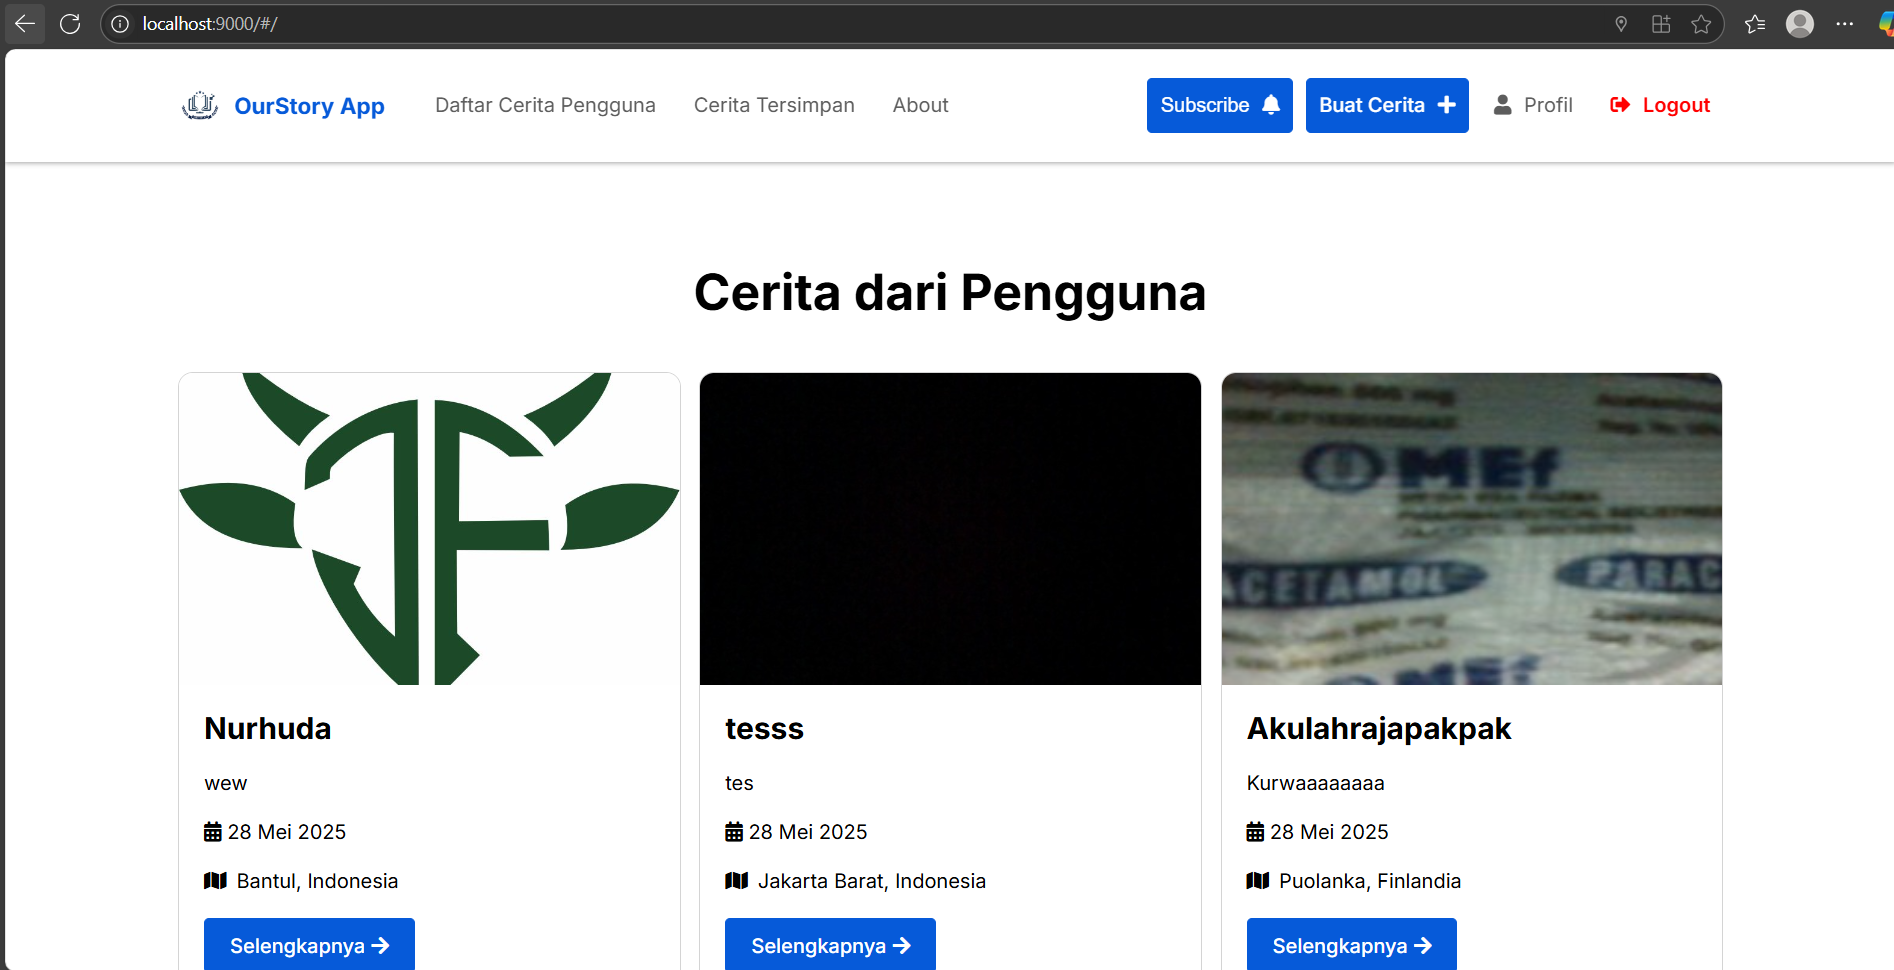 localhost:9000/#/
OurStory App
Daftar Cerita Pengguna
Cerita Tersimpan
About
Subscribe
Buat Cerita
Profil
Logout
Cerita dari Pengguna
MEf
ACETAMOL
PARAC
MEf
Nurhuda
wew
28 Mei 2025
Bantul, Indonesia
Selengkapnya
tesss
tes
28 Mei 2025
Jakarta Barat, Indonesia
Selengkapnya
Akulahrajapakpak
Kurwaaaaaaaa
28 Mei 2025
Puolanka, Finlandia
Selengkapnya